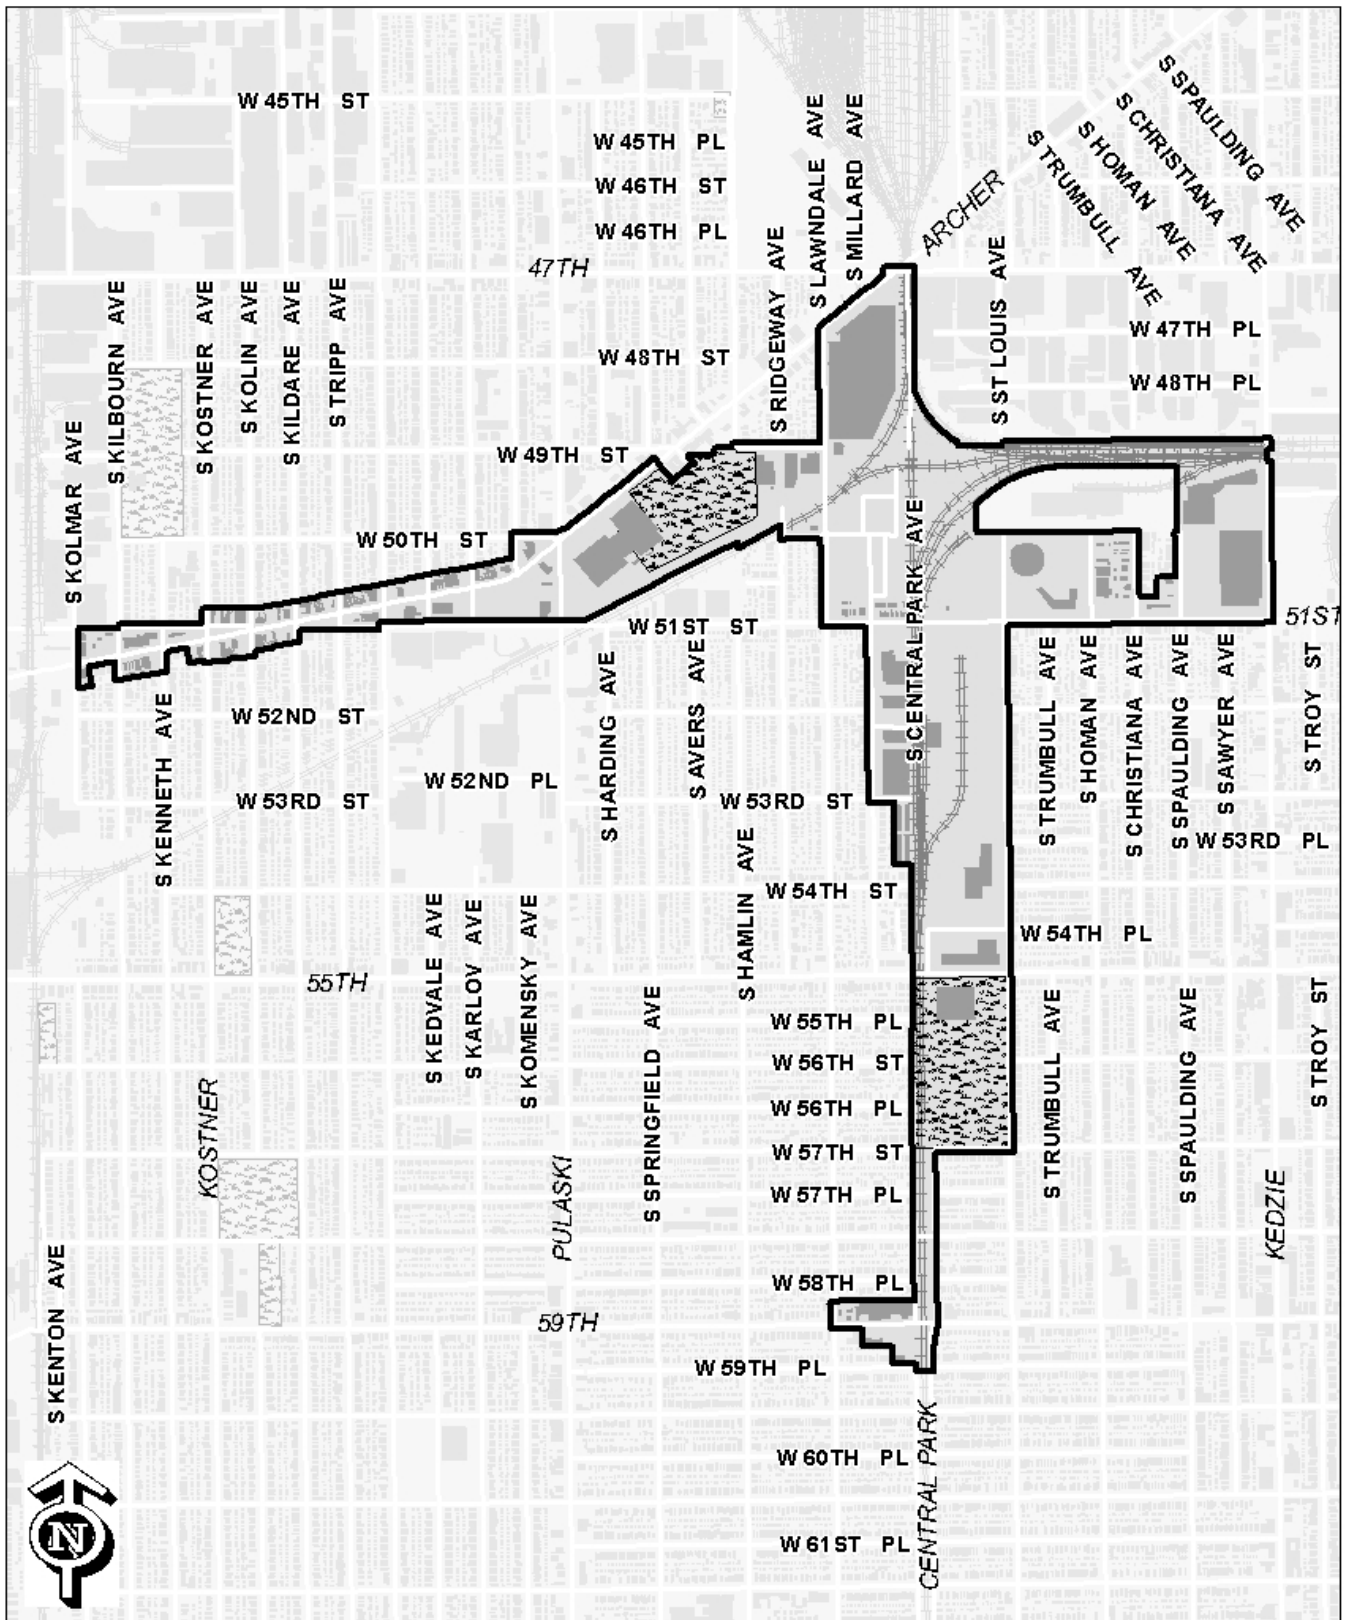 S SPAULDING AVE
S CHRISTIANA AVE
S HOMAN AVE
S TRUMBULL AVE
W 45TH ST
S LAWNDALE AVE
S MILLARD AVE
W 45TH PL
W 46TH ST
W 46TH PL
ARCHER
47TH
S RIDGEWAY AVE
S ST LOUIS AVE
S KILBOURN AVE
S KOSTNER AVE
S KOLIN AVE
S KILDARE AVE
S TRIPP AVE
W 47TH PL
W 48TH ST
W 48TH PL
S KOLMAR AVE
W 49TH ST
W 50TH ST
S CENTRAL PARK AVE
W 51ST ST
51ST
S HARDING AVE
S AVERS AVE
S TRUMBULL AVE
S HOMAN AVE
S CHRISTIANA AVE
S SPAULDING AVE
S SAWYER AVE
S TROY ST
S KENNETH AVE
W 52ND ST
W 52ND PL
W 53RD ST
W 53RD ST
W 53RD PL
S HAMLIN AVE
W 54TH ST
W 54TH PL
S KEDVALE AVE
S KARLOV AVE
S KOMENSKY AVE
55TH
S SPRINGFIELD AVE
W 55TH PL
W 56TH ST
W 56TH PL
W 57TH ST
W 57TH PL
S TRUMBULL AVE
S SPAULDING AVE
S TROY ST
KOSTNER
PULASKI
KEDZIE
S KENTON AVE
W 58TH PL
59TH
W 59TH PL
CENTRAL PARK
W 60TH PL
W 61ST PL
N